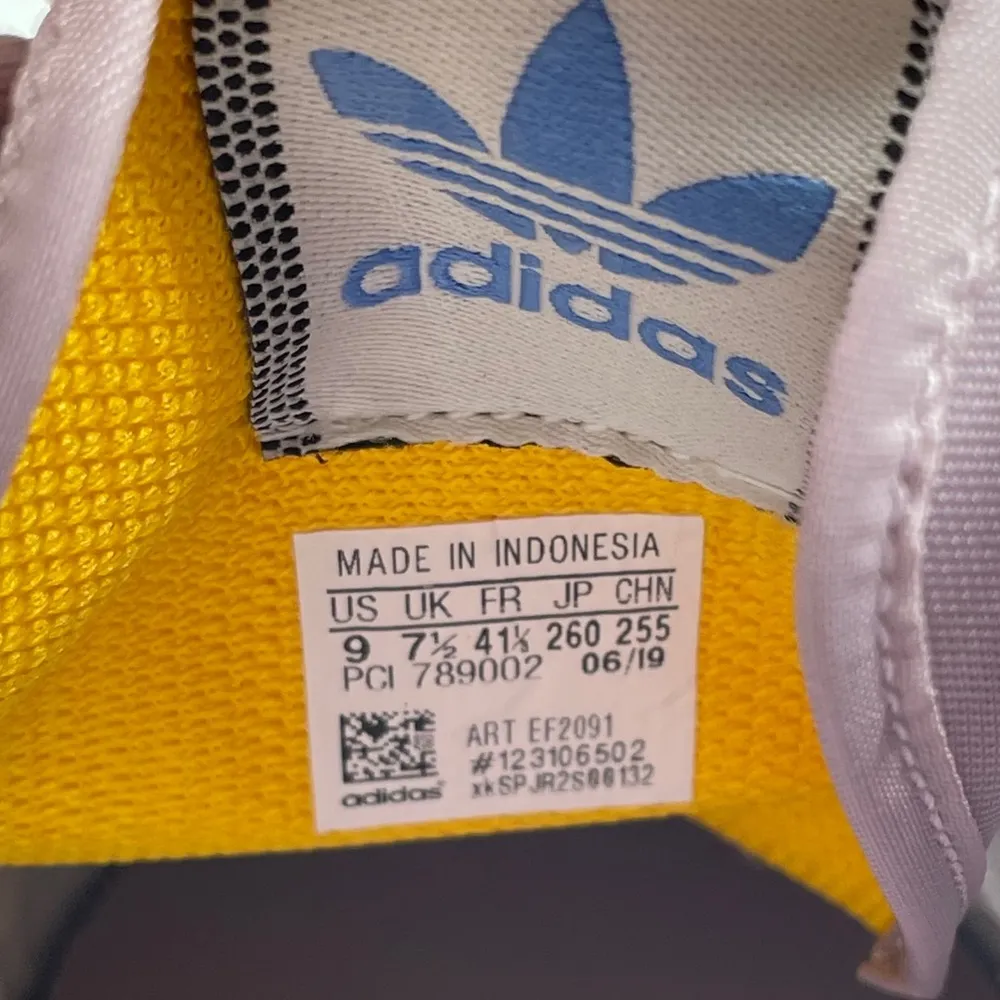 adidas
MADE IN INDONESIA
US UK FR JP CHN
9 7½ 41⅓ 260 255
PCI 789002 06/19
ART EF2091
#123106502
xkSPJR2S00132
adidas